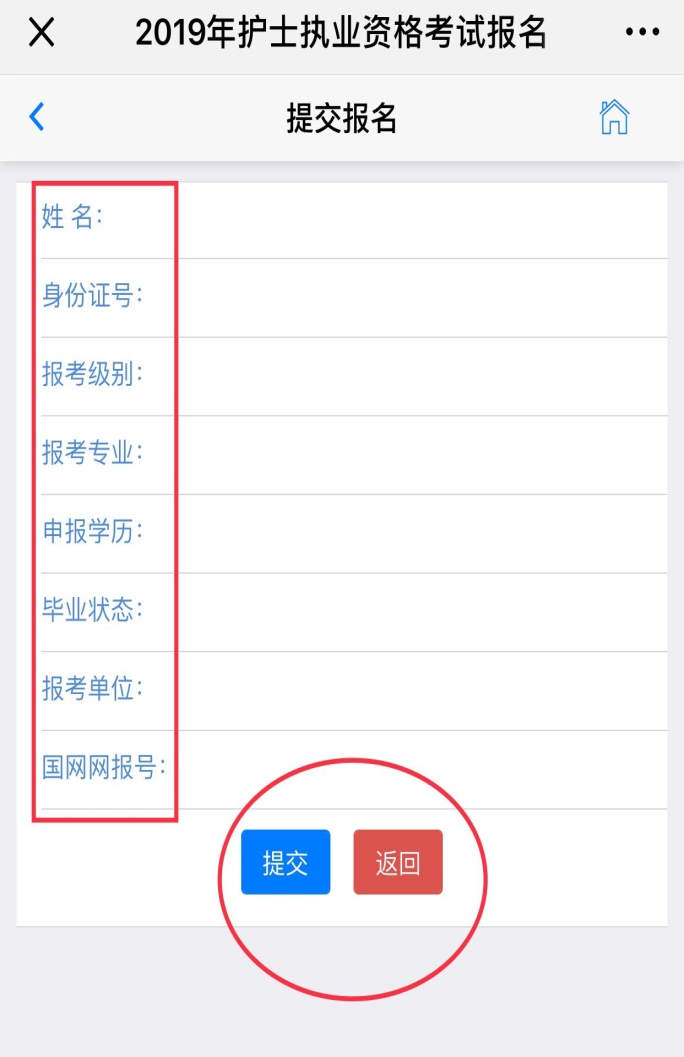 2019年护士执业资格考试报名
提交报名
姓 名：
身份证号：
报考级别：
报考专业：
申报学历：
毕业状态：
报考单位：
国网网报号：
提交 返回